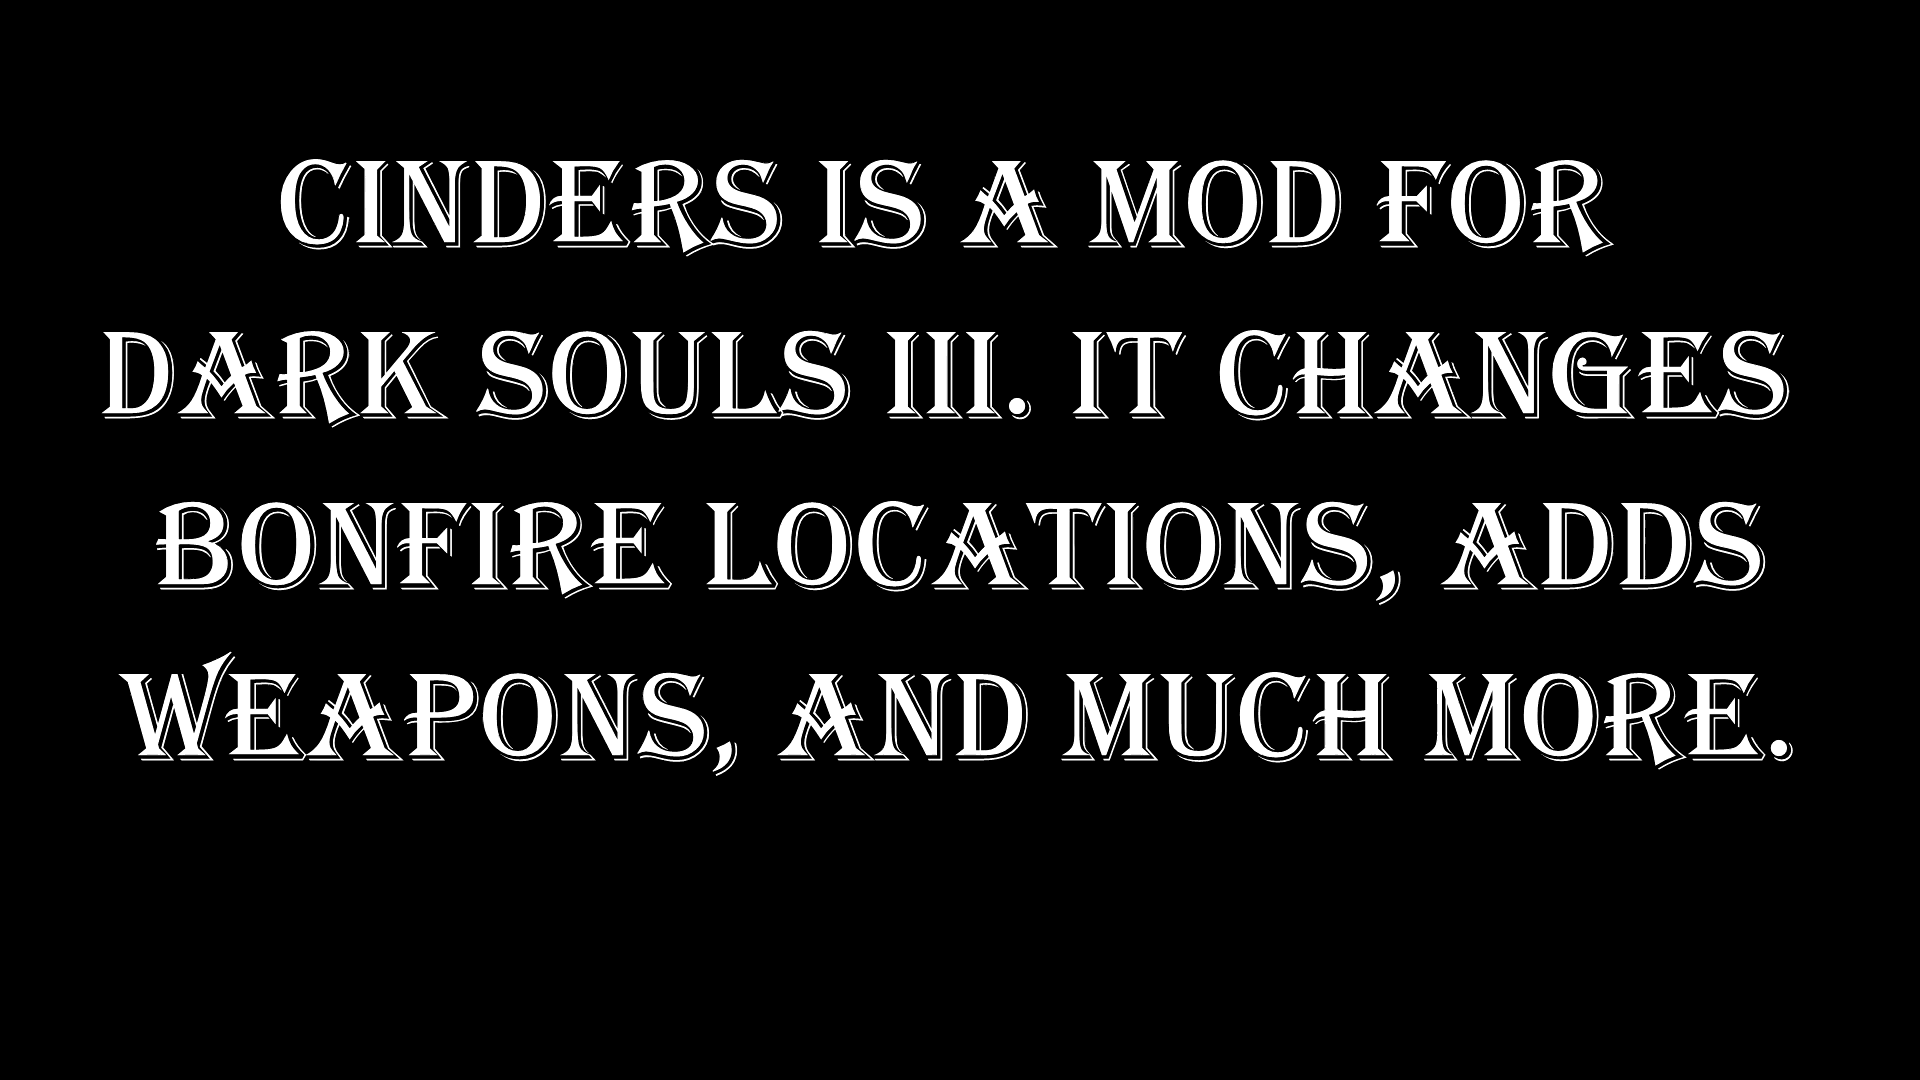 CINDERS IS A MOD FOR
DARK SOULS III. IT CHANGES
BONFIRE LOCATIONS, ADDS
WEAPONS, AND MUCH MORE.